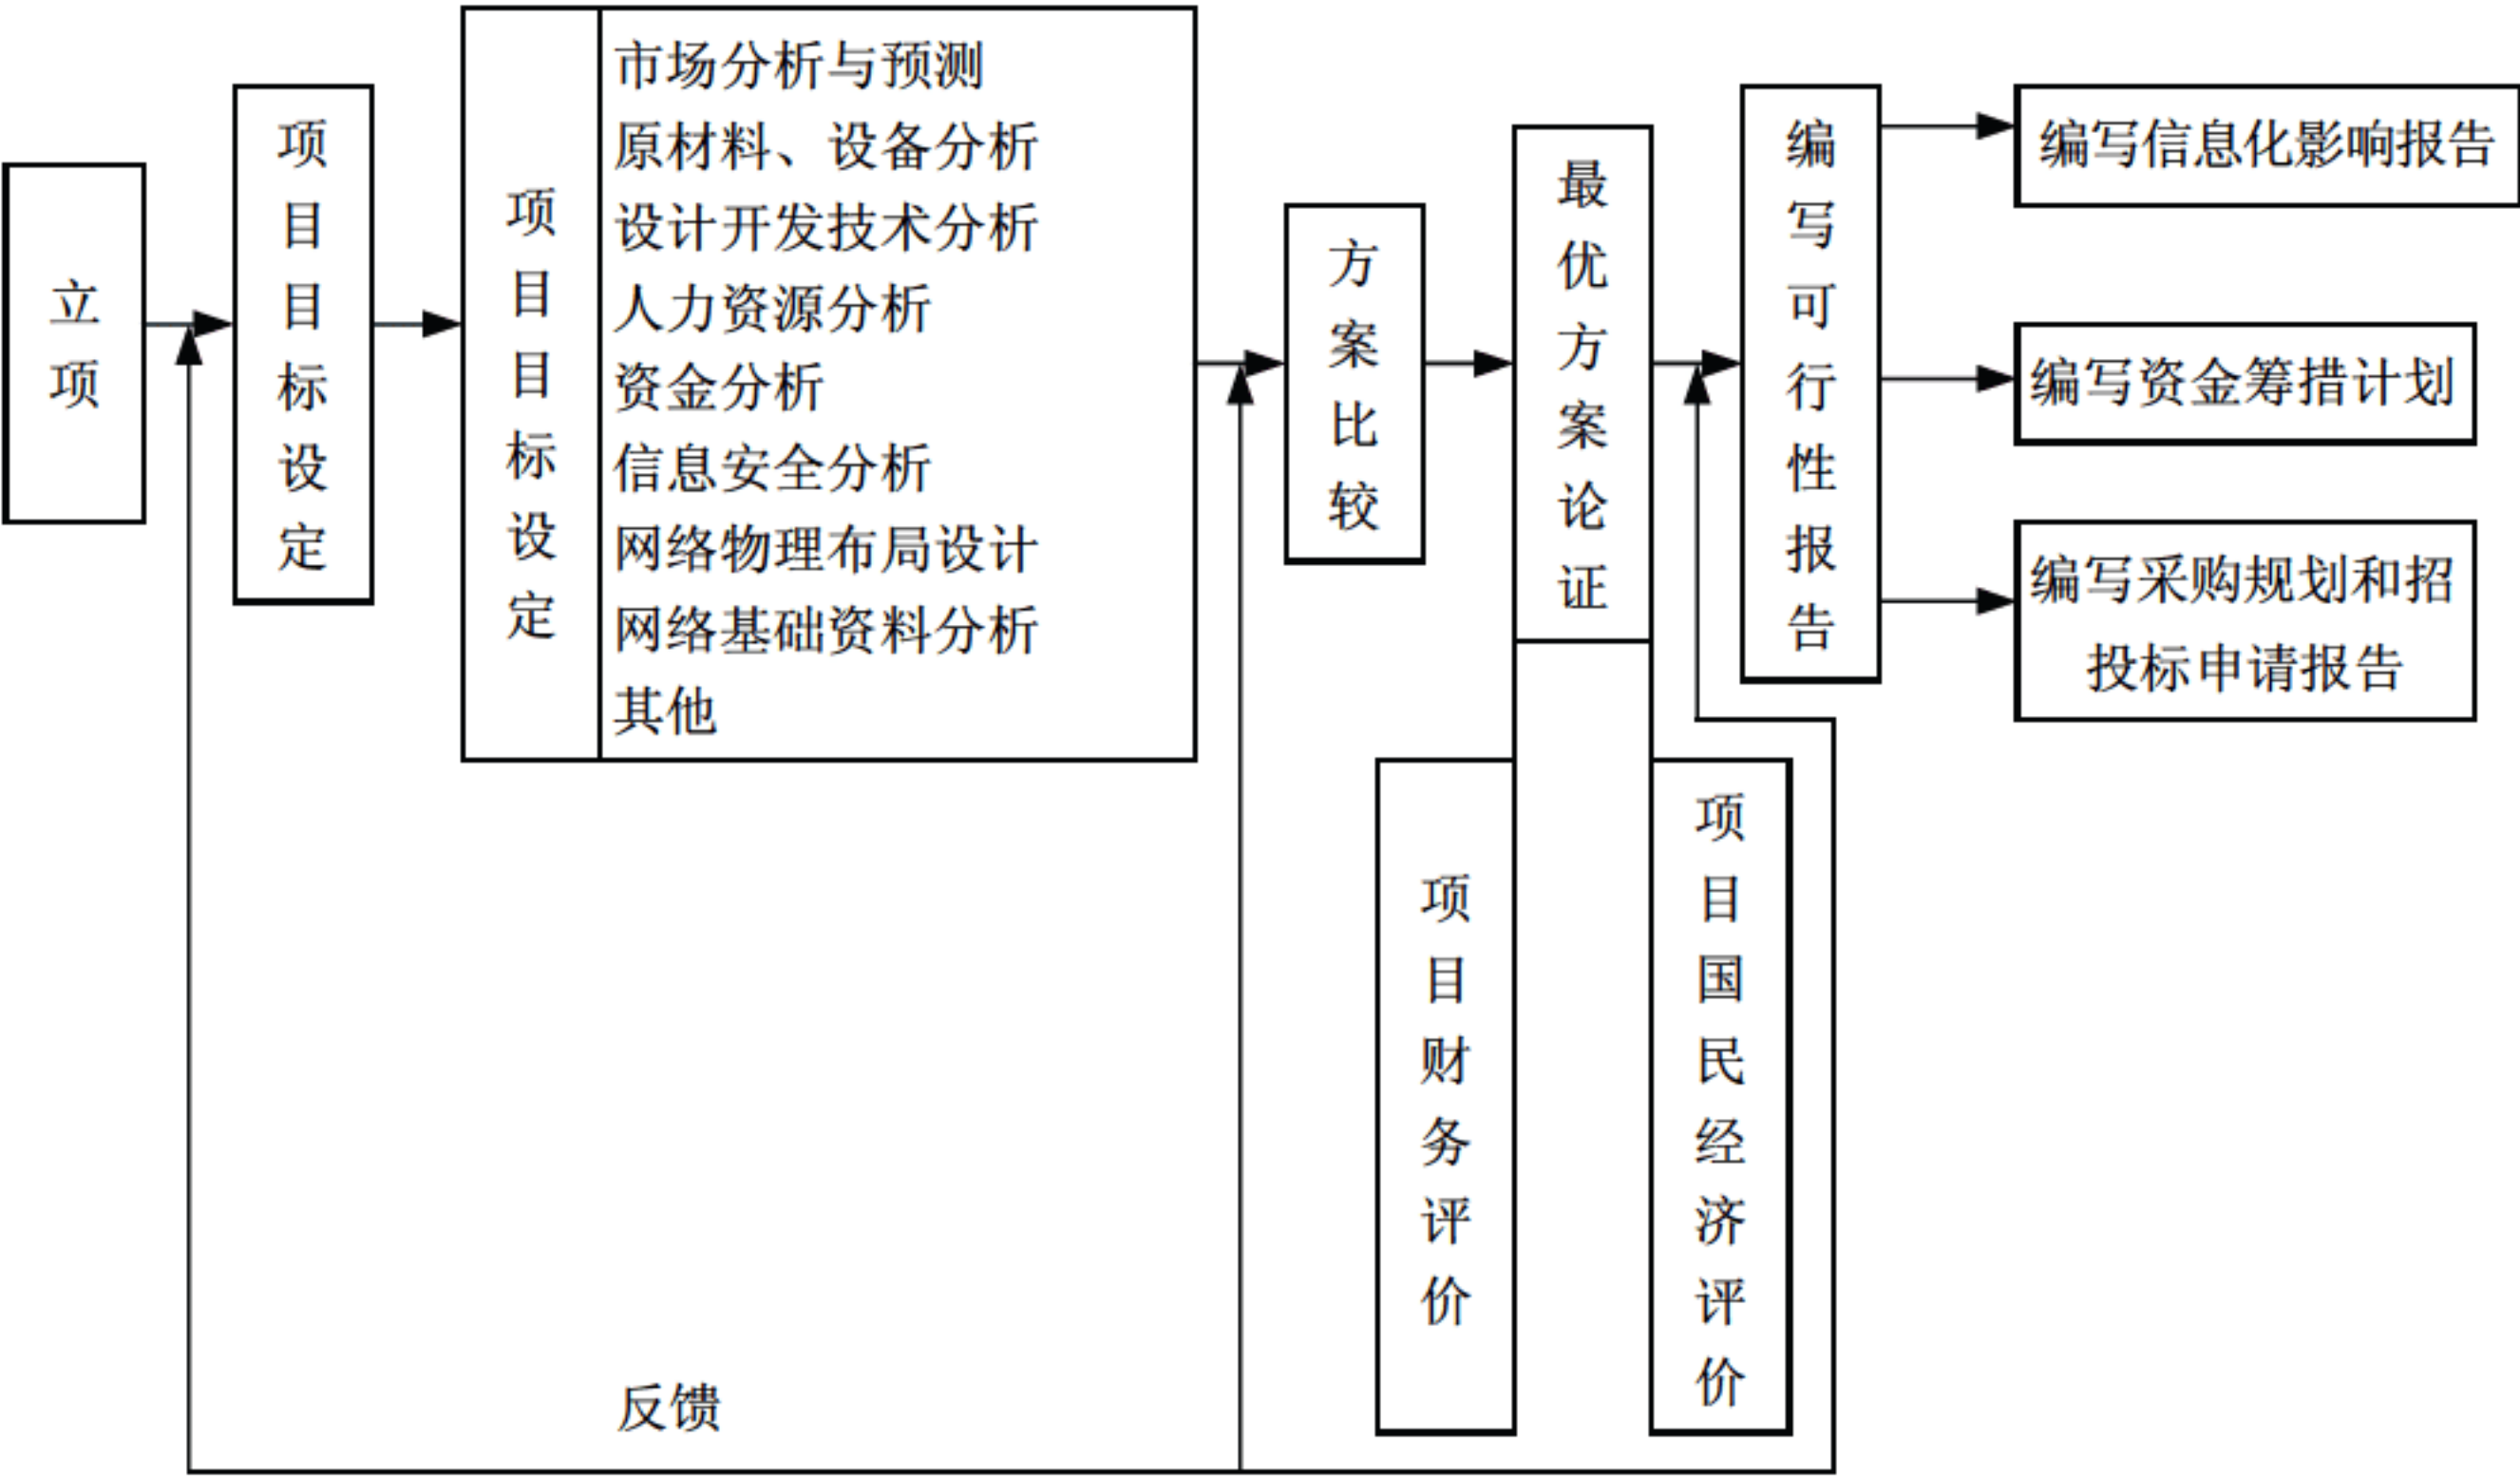 立项
项目目标设定
项目目标设定
市场分析与预测
原材料、设备分析
设计开发技术分析
人力资源分析
资金分析
信息安全分析
网络物理布局设计
网络基础资料分析
其他
方案比较
最优方案论证
项目财务评价
项目国民经济评价
编写可行性报告
编写信息化影响报告
编写资金筹措计划
编写采购规划和招
投标申请报告
反馈